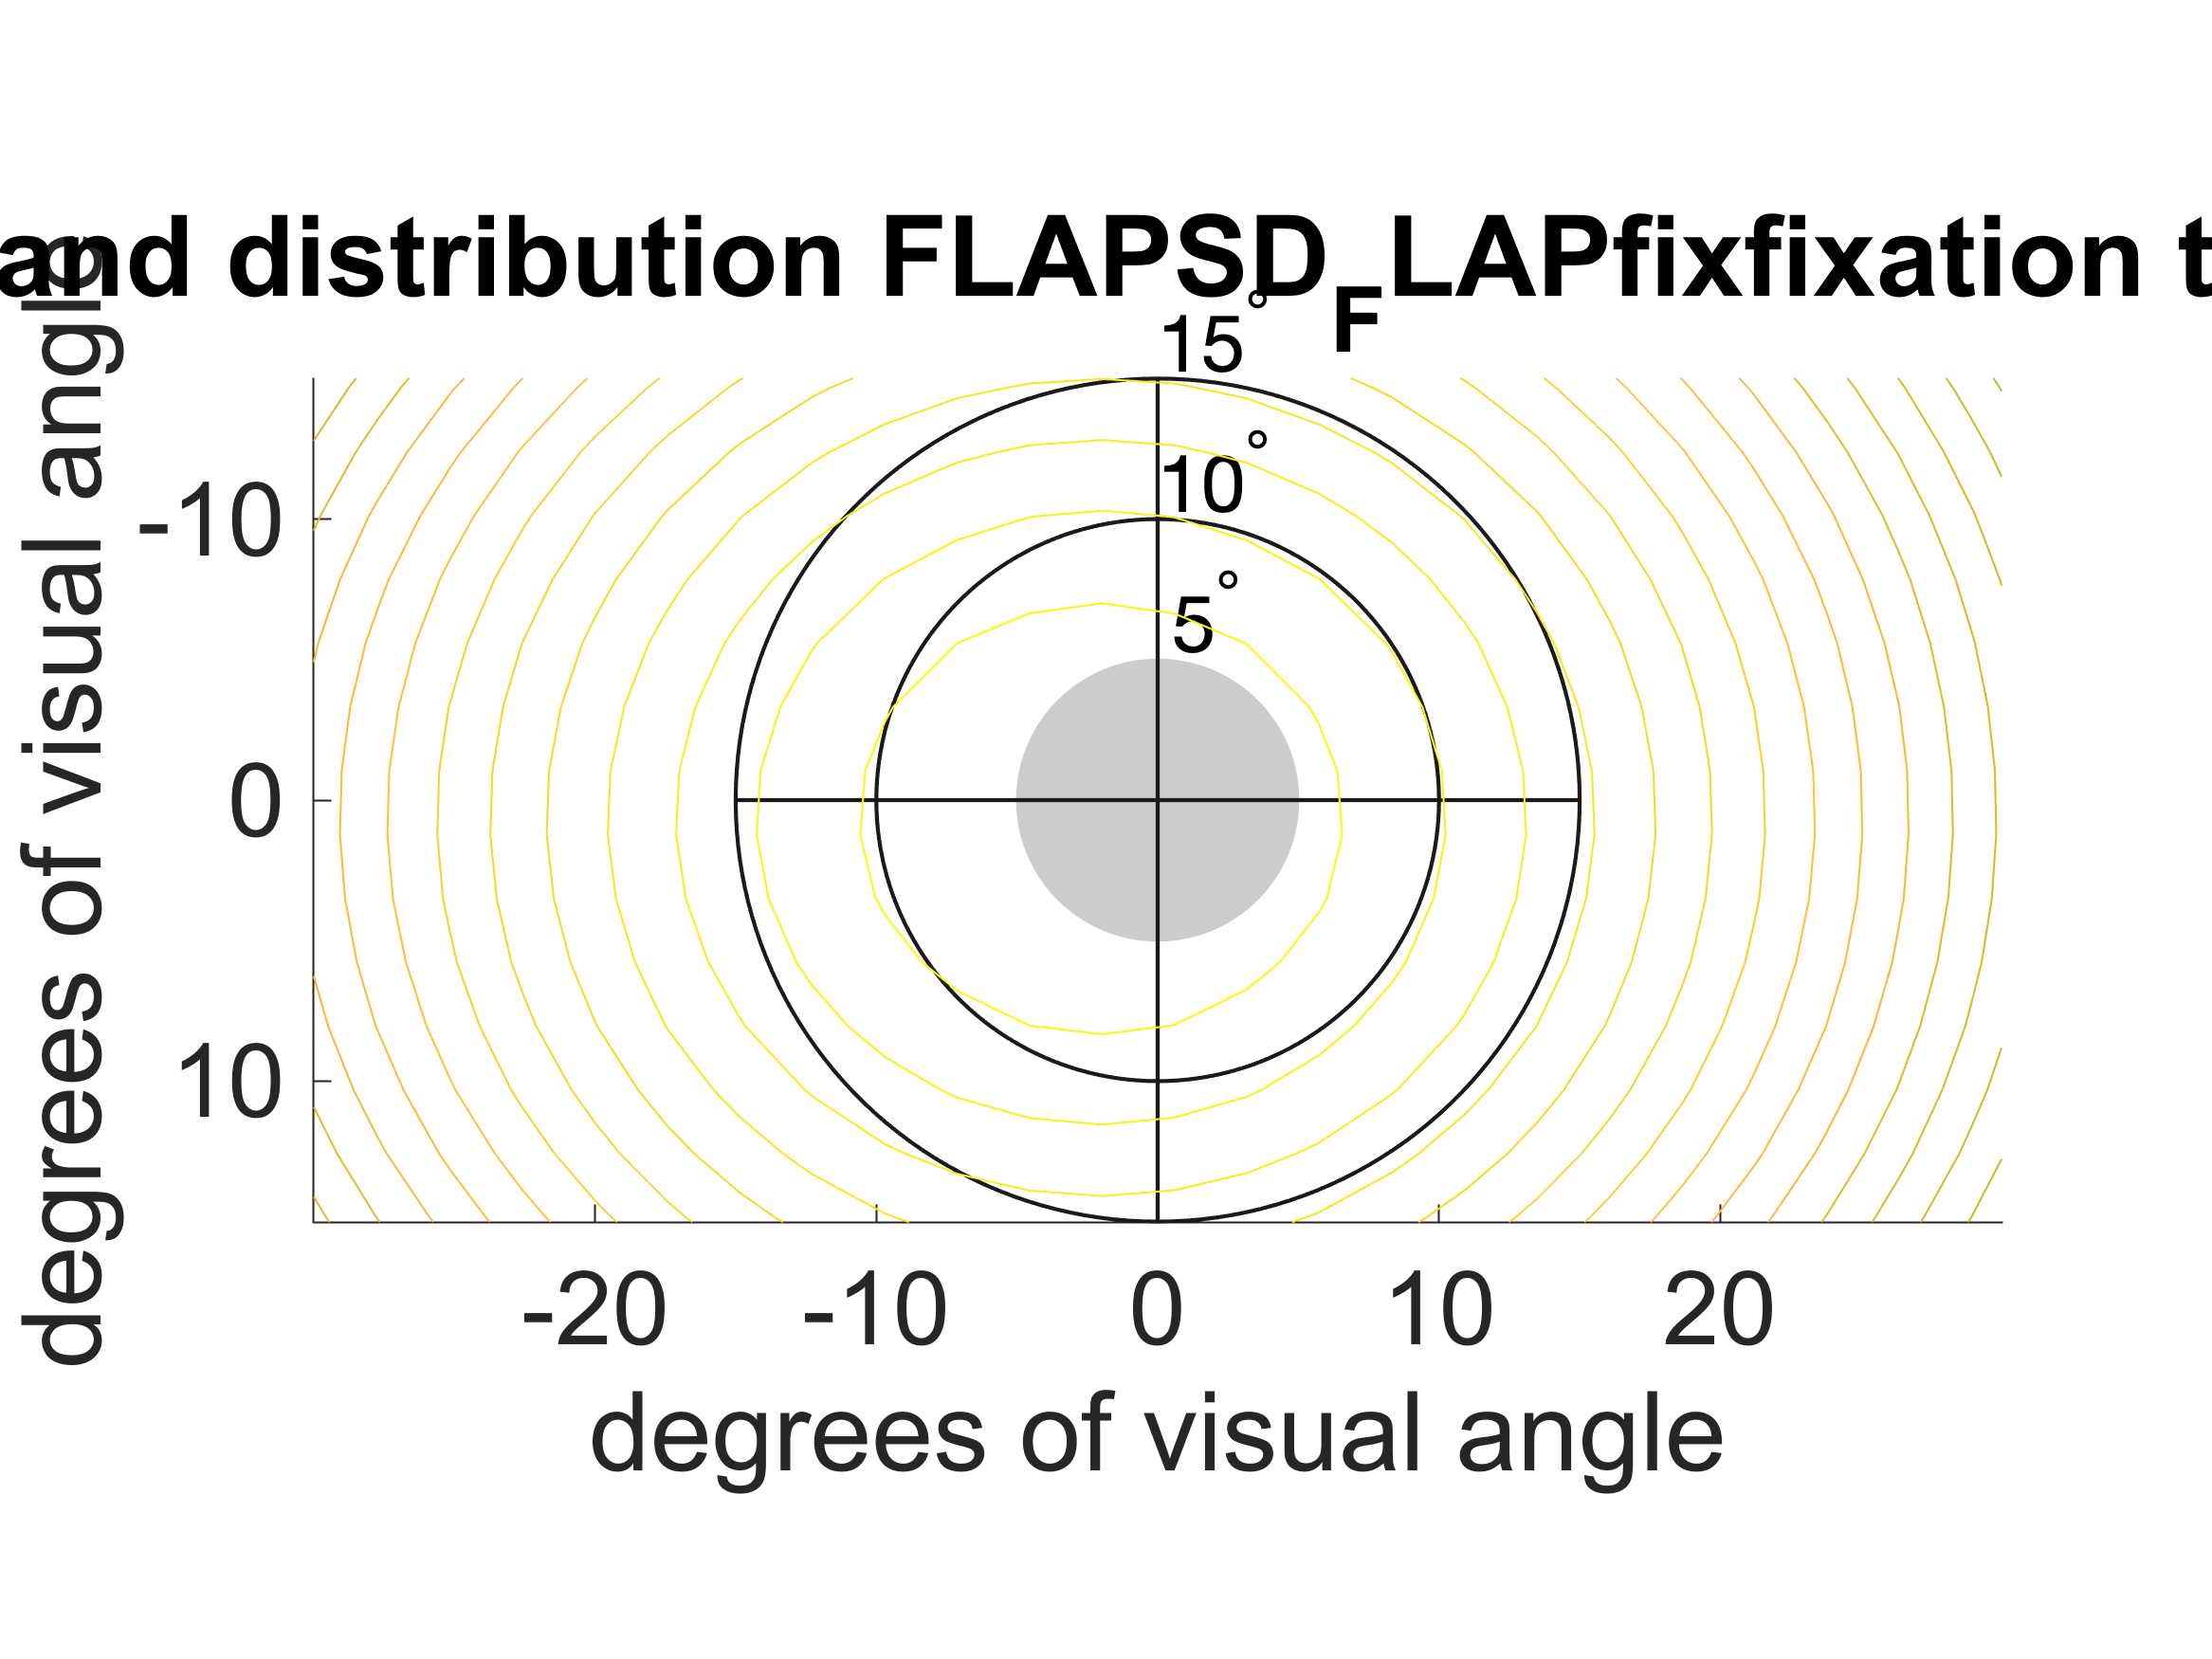 and distribution FLAPSD_FLAPfixfixation t
15°
10°
5°
-10
0
10
-20 -10 0 10 20
degrees of visual angle
degrees of visual angle